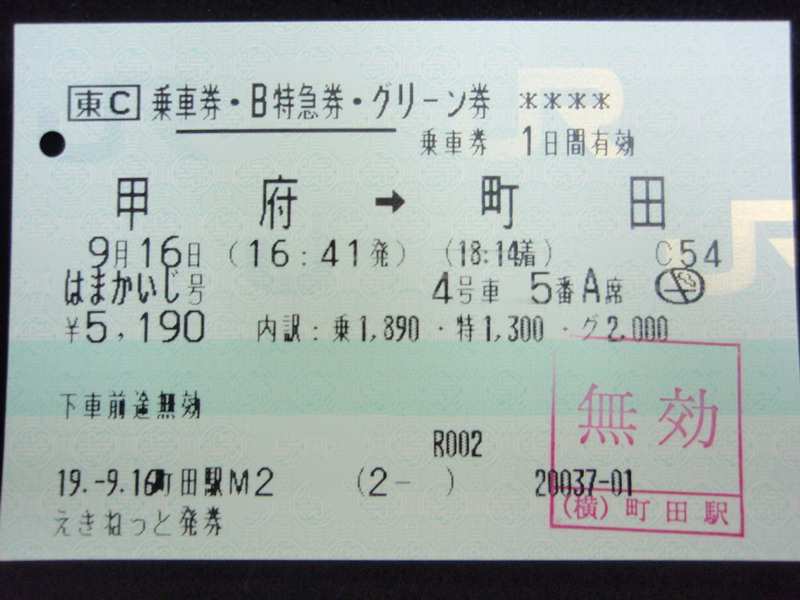 東C 乗車券・B特急券・グリーン券 ****
乗車券 1日間有効
甲府 → 町田
9月16日 (16:41発) (18:14着) C54
はまかいじ号 4号車 5番A席
¥5,190 内訳:乗1,890・特1,300・グ2,000
下車前途無効
無効
R002
19.-9.16町田駅M2 (2- ) 20037-01
(横)町田駅
えきねっと発券